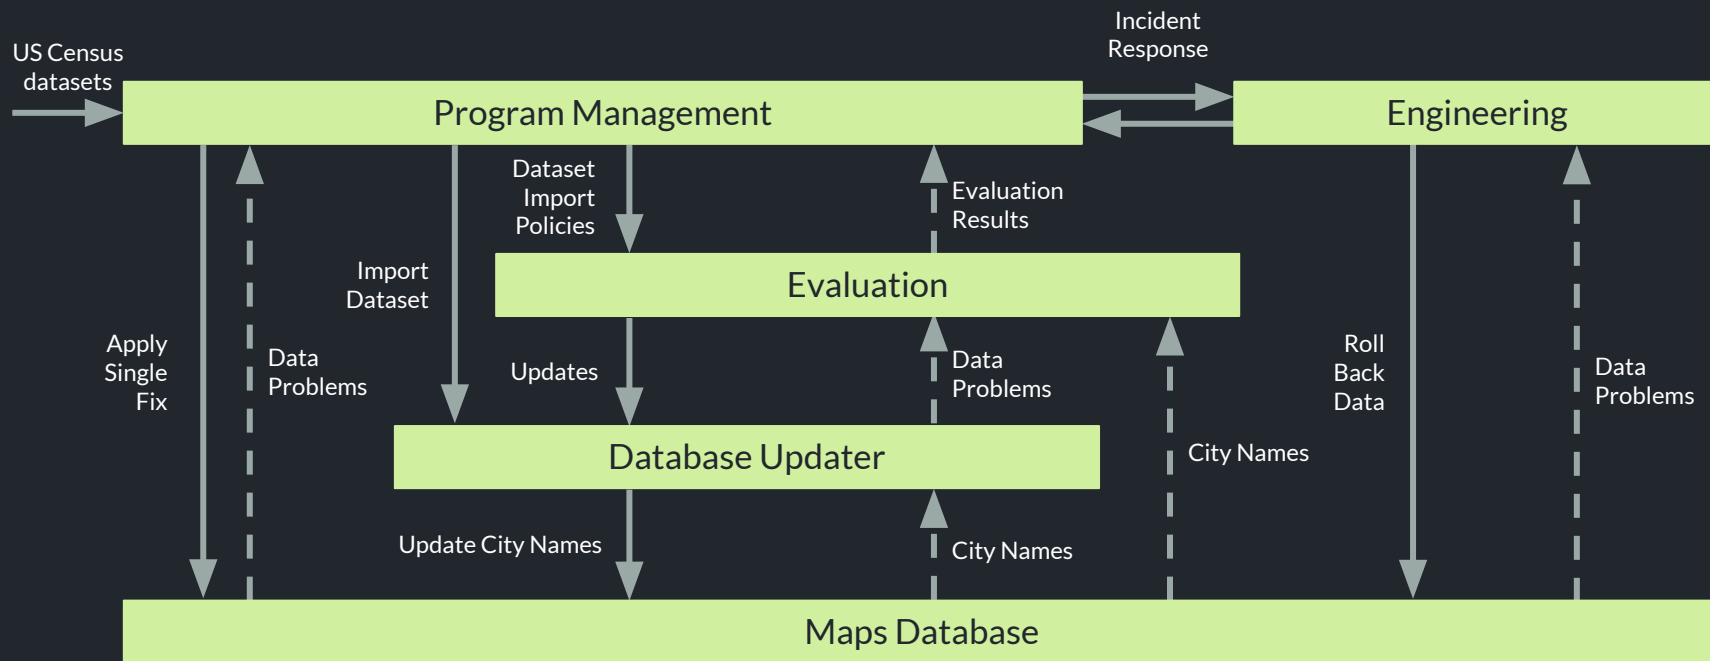 Incident
Response
US Census
datasets
Program Management
Engineering
Dataset
Import
Policies
Evaluation
Results
Import
Dataset
Evaluation
Apply
Single
Fix
Data
Problems
Updates
Data
Problems
Roll
Back
Data
Data
Problems
Database Updater
City Names
Update City Names
City Names
Maps Database